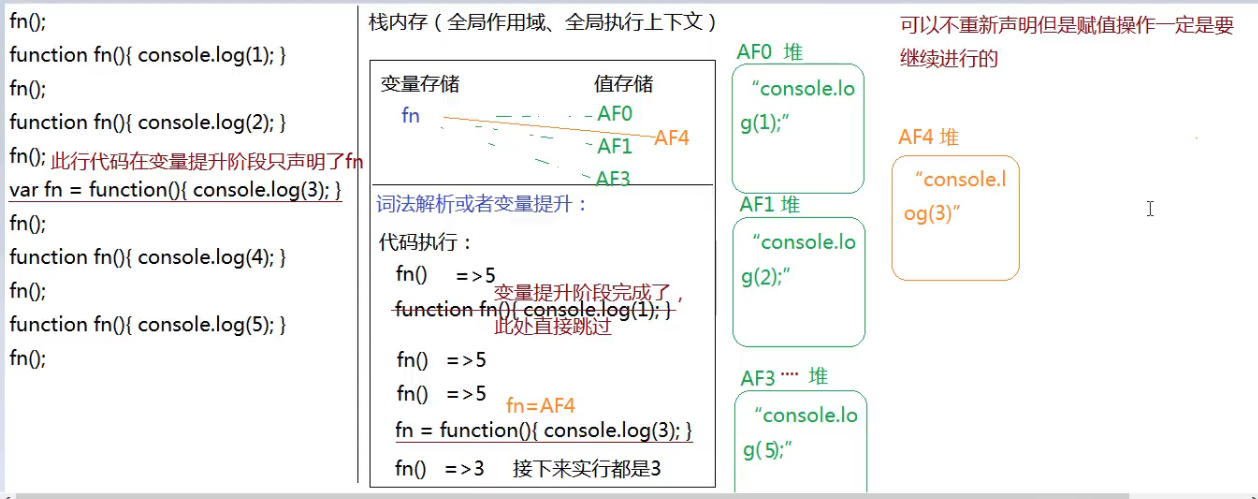 fn();
function fn(){ console.log(1); }
fn();
function fn(){ console.log(2); }
fn(); 此行代码在变量提升阶段只声明了fn
var fn = function(){ console.log(3); }
fn();
function fn(){ console.log(4); }
fn();
function fn(){ console.log(5); }
fn();
栈内存（全局作用域、全局执行上下文）
变量存储 值存储
fn AF0
AF4
AF1
AF3
词法解析或者变量提升：
代码执行：
fn() =>5
变量提升阶段完成了，
function fn(){ console.log(1); }
此处直接跳过
fn() =>5
fn() =>5
fn=AF4
fn = function(){ console.log(3); }
fn() =>3 接下来实行都是3
AF0 堆
“console.lo
g(1);”
AF1 堆
“console.lo
g(2);”
AF3 ···· 堆
“console.lo
g(5);”
可以不重新声明但是赋值操作一定是要
继续进行的
AF4 堆
“console.l
og(3)”